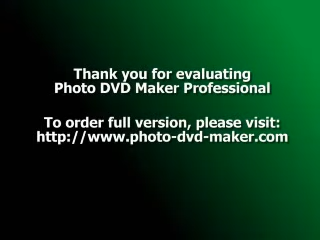 Thank you for evaluating
Photo DVD Maker Professional
To order full version, please visit:
http://www.photo-dvd-maker.com